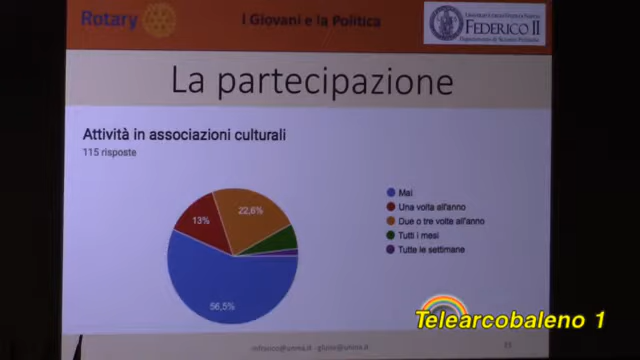 Rotary
I Giovani e la Politica
FEDERICO II
La partecipazione
Attività in associazioni culturali
115 risposte
22,6%
13%
56,5%
Mai
Una volta all'anno
Due o tre volte all'anno
Tutti i mesi
Tutte le settimane
Telearcobaleno 1